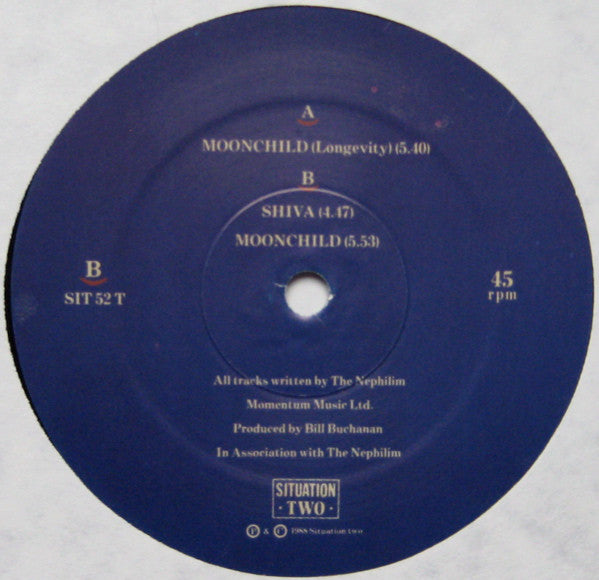 A
MOONCHILD (Longevity) (5.40)
B
SHIVA (4.47)
MOONCHILD (5.53)
B
SIT 52 T
45
rpm
All tracks written by The Nephilim
Momentum Music Ltd.
Produced by Bill Buchanan
In Association with The Nephilim
SITUATION
· TWO ·
Ⓟ & © 1988 Situation two